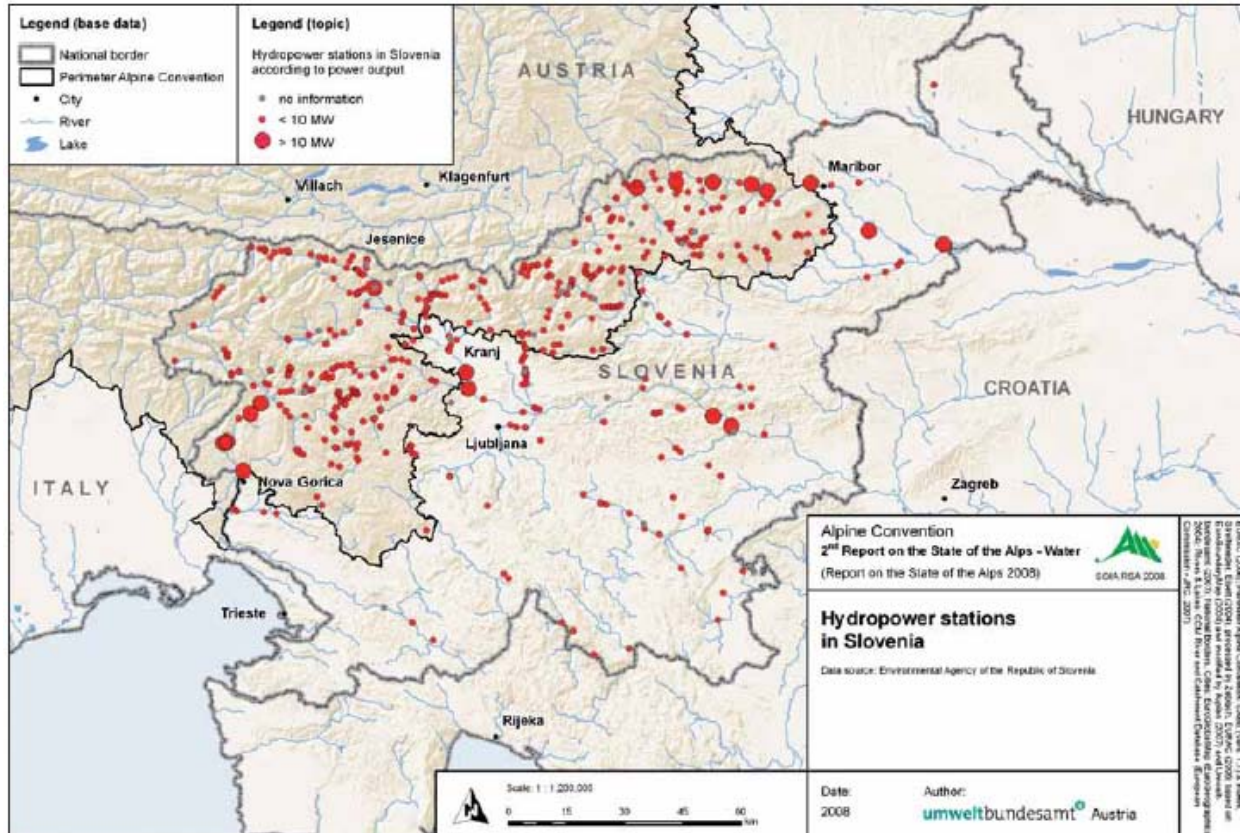 Legend (base data)
National border
Perimeter Alpine Convention
City
River
Lake
Legend (topic)
Hydropower stations in Slovenia
according to power output
no information
< 10 MW
> 10 MW
AUSTRIA
HUNGARY
Maribor
Klagenfurt
Villach
Jesenice
Kranj
SLOVENIA
CROATIA
Ljubljana
ITALY
Nova Gorica
Zagreb
Trieste
Rijeka
Alpine Convention
2nd Report on the State of the Alps - Water
(Report on the State of the Alps 2008)
SOIA/RSA 2008
Hydropower stations
in Slovenia
Data source: Environmental Agency of the Republic of Slovenia
Scale: 1 : 1,200,000
0 15 30 45 60
km
Date:
2008
Author:
umweltbundesamt Austria